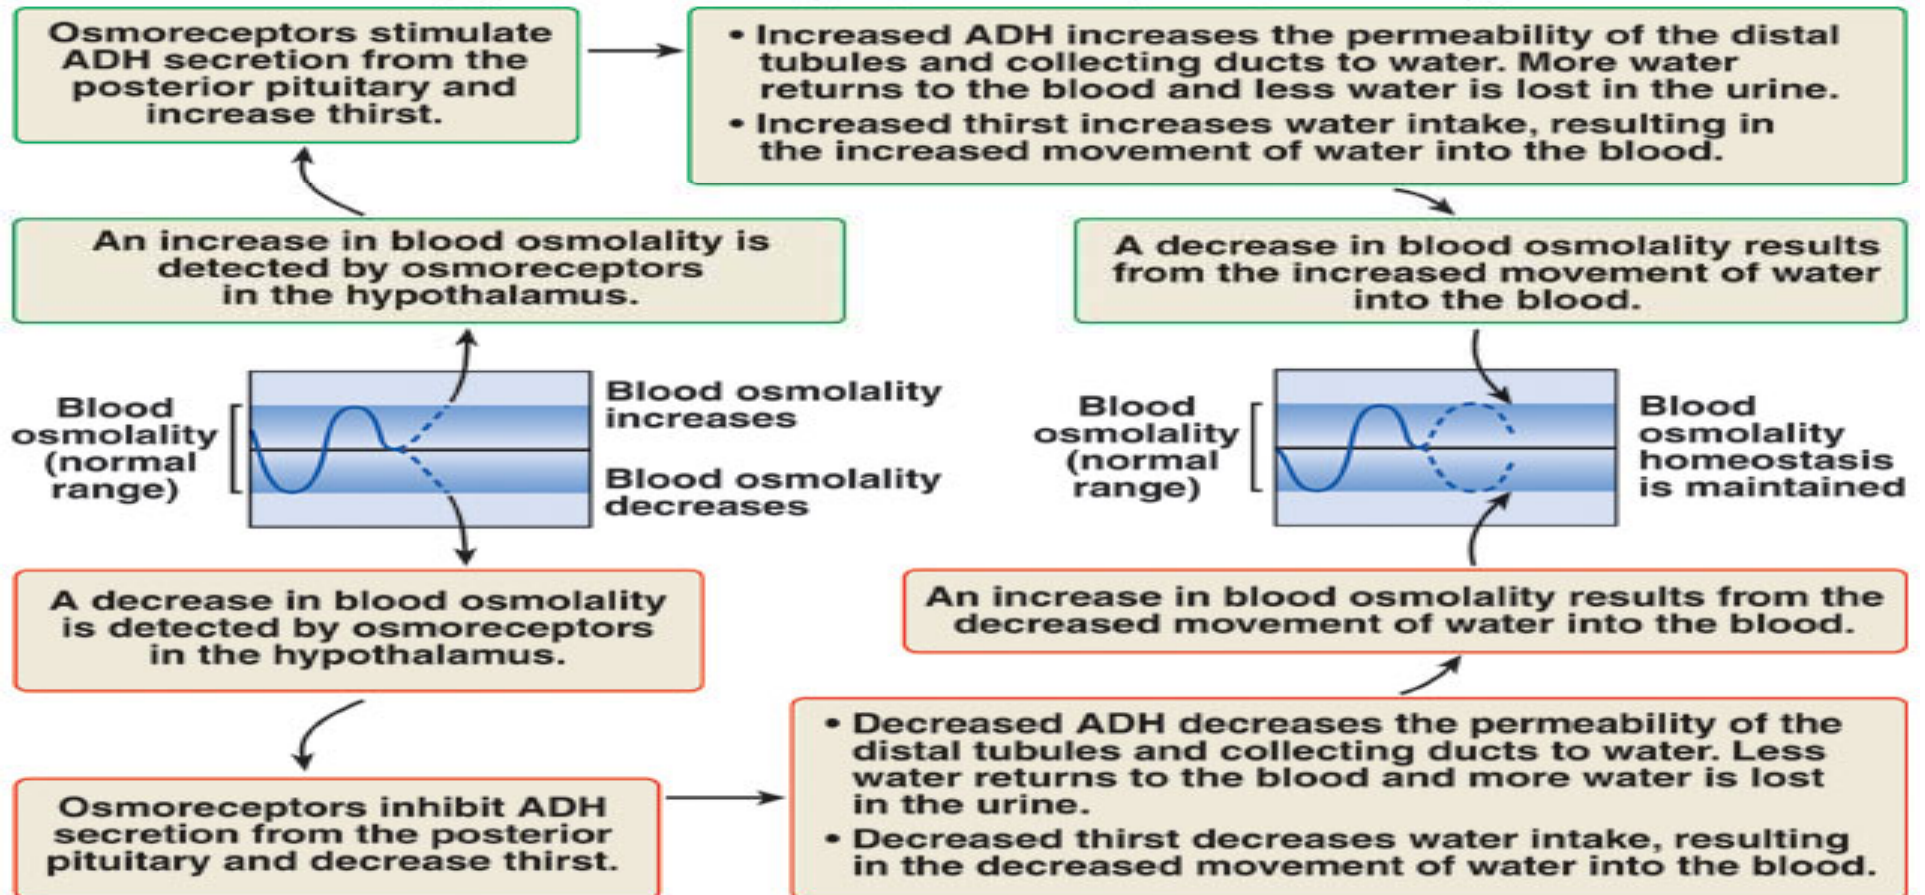 Osmoreceptors stimulate
ADH secretion from the
posterior pituitary and
increase thirst.
• Increased ADH increases the permeability of the distal
tubules and collecting ducts to water. More water
returns to the blood and less water is lost in the urine.
• Increased thirst increases water intake, resulting in
the increased movement of water into the blood.
An increase in blood osmolality is
detected by osmoreceptors
in the hypothalamus.
A decrease in blood osmolality results
from the increased movement of water
into the blood.
Blood
osmolality
(normal
range)
Blood osmolality
increases
Blood osmolality
decreases
Blood
osmolality
(normal
range)
Blood
osmolality
homeostasis
is maintained
A decrease in blood osmolality
is detected by osmoreceptors
in the hypothalamus.
An increase in blood osmolality results from the
decreased movement of water into the blood.
Osmoreceptors inhibit ADH
secretion from the posterior
pituitary and decrease thirst.
• Decreased ADH decreases the permeability of the
distal tubules and collecting ducts to water. Less
water returns to the blood and more water is lost
in the urine.
• Decreased thirst decreases water intake, resulting
in the decreased movement of water into the blood.